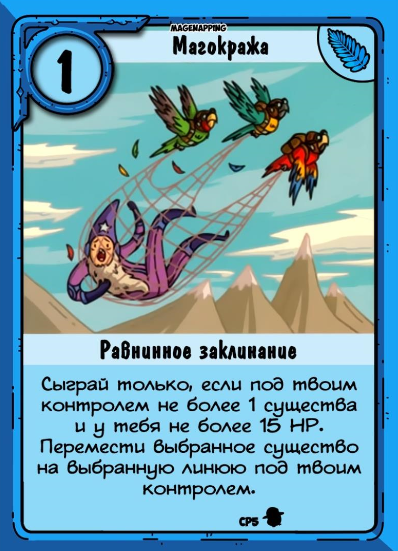 1
MAGENAPPING
Магокража
Равнинное заклинание
Сыграй только, если под твоим
контролем не более 1 существа
и у тебя не более 15 HP.
Перемести выбранное существо
на выбранную линюю под твоим
контролем.
CP5